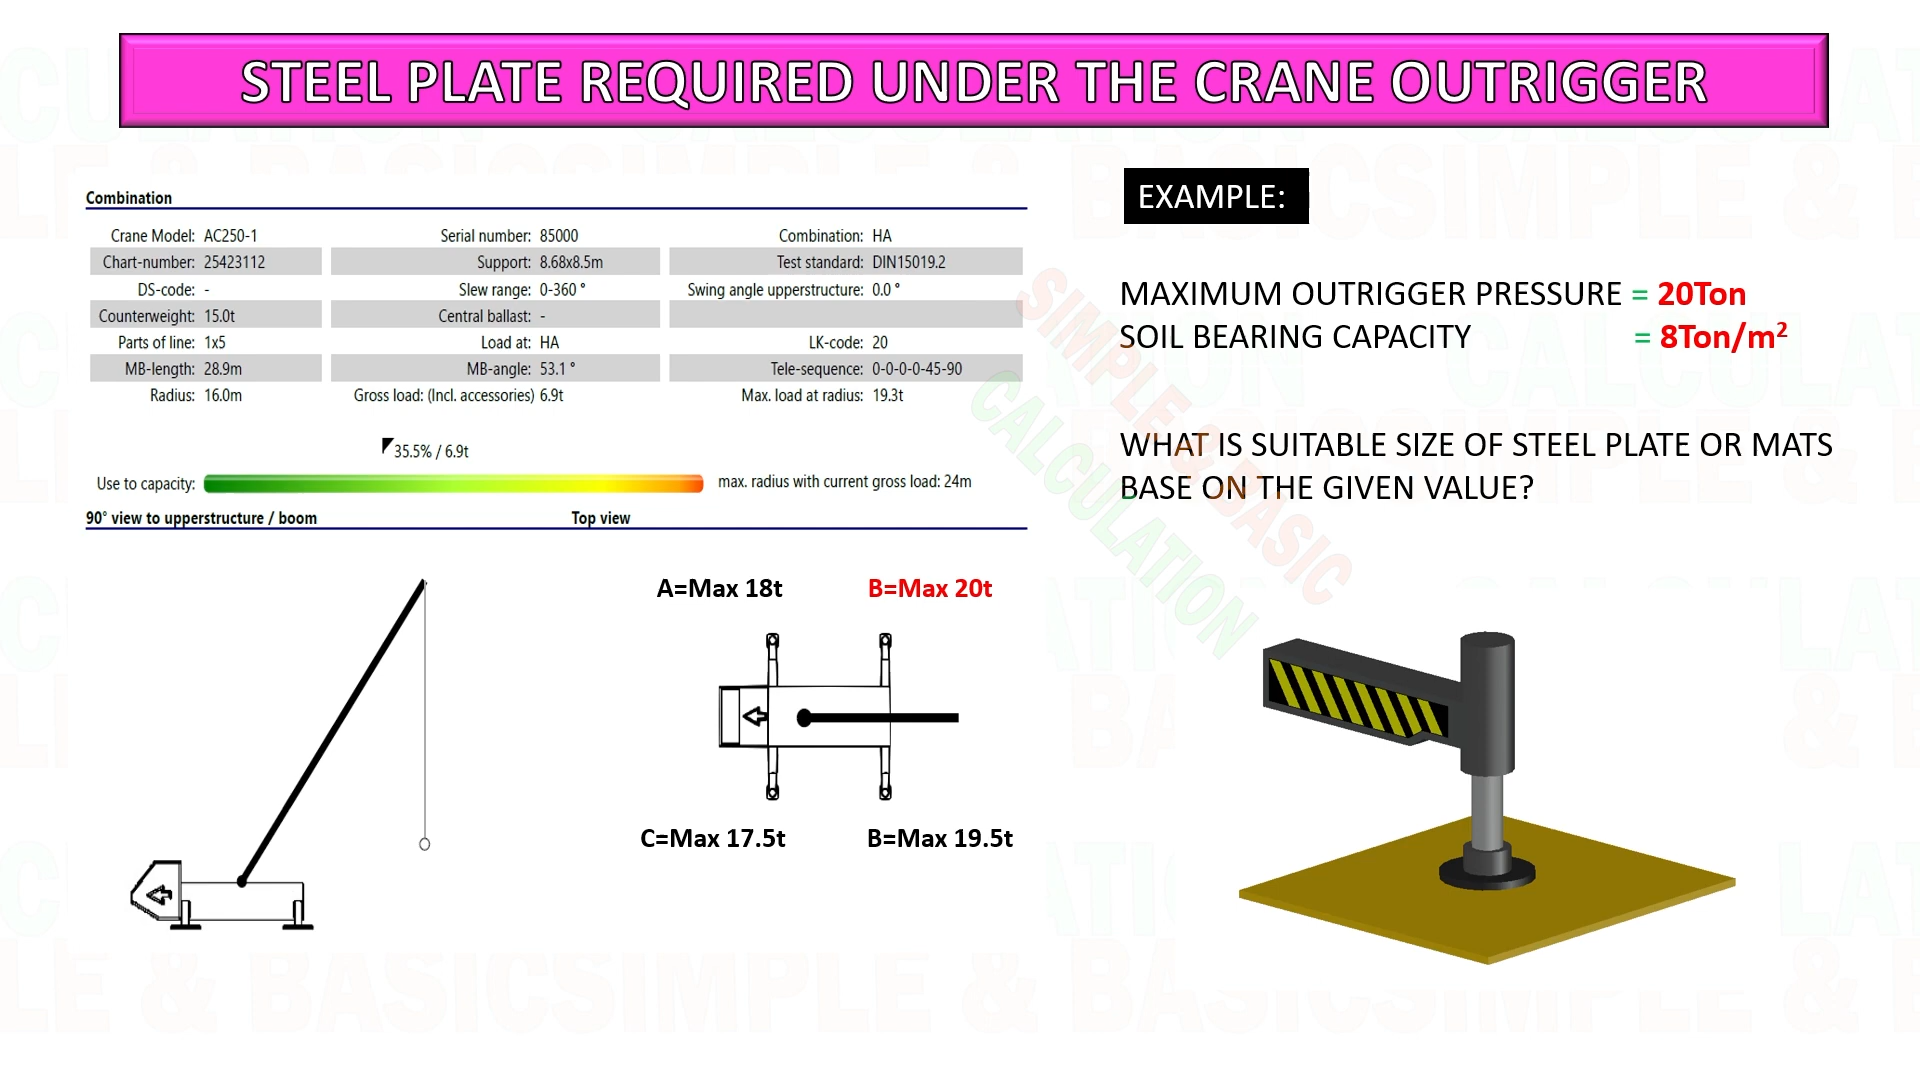 STEEL PLATE REQUIRED UNDER THE CRANE OUTRIGGER
Combination
Crane Model: AC250-1 Serial number: 85000 Combination: HA
Chart-number: 25423112 Support: 8.68x8.5m Test standard: DIN15019.2
DS-code: - Slew range: 0-360 ° Swing angle upperstructure: 0.0 °
Counterweight: 15.0t Central ballast: -
Parts of line: 1x5 Load at: HA LK-code: 20
MB-length: 28.9m MB-angle: 53.1 ° Tele-sequence: 0-0-0-0-45-90
Radius: 16.0m Gross load: (Incl. accessories) 6.9t Max. load at radius: 19.3t
35.5% / 6.9t
Use to capacity: max. radius with current gross load: 24m
90° view to upperstructure / boom Top view
A=Max 18t B=Max 20t
C=Max 17.5t B=Max 19.5t
EXAMPLE:
MAXIMUM OUTRIGGER PRESSURE = 20Ton
SOIL BEARING CAPACITY = 8Ton/m²
WHAT IS SUITABLE SIZE OF STEEL PLATE OR MATS
BASE ON THE GIVEN VALUE?
SIMPLE & BASIC
CALCULATION